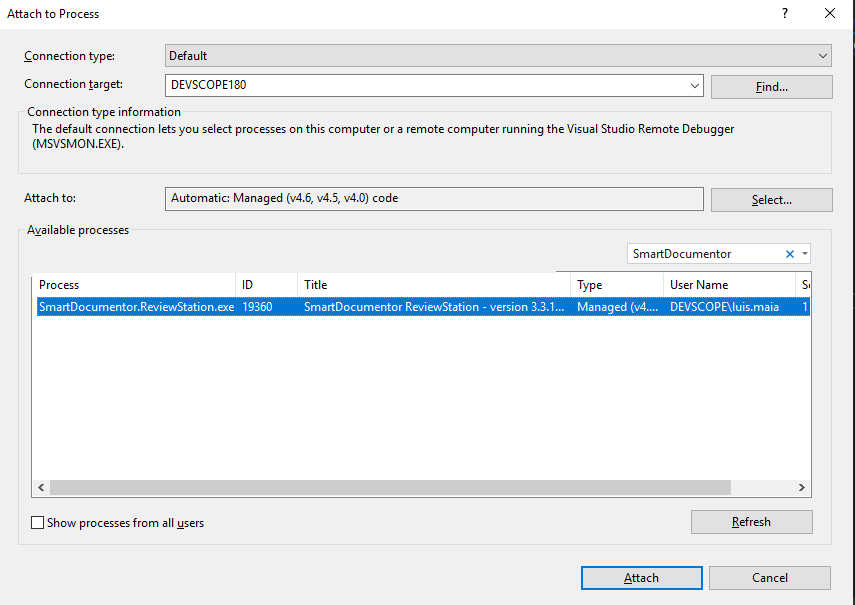 Attach to Process ?
Connection type: Default
Connection target: DEVSCOPE180 Find...
Connection type information
The default connection lets you select processes on this computer or a remote computer running the Visual Studio Remote Debugger
(MSVSMON.EXE).
Attach to: Automatic: Managed (v4.6, v4.5, v4.0) code Select...
Available processes
SmartDocumentor
Process ID Title Type User Name
SmartDocumentor.ReviewStation.exe 19360 SmartDocumentor ReviewStation - version 3.3.1... Managed (v4.... DEVSCOPE\luis.maia 1
Show processes from all users Refresh
Attach Cancel